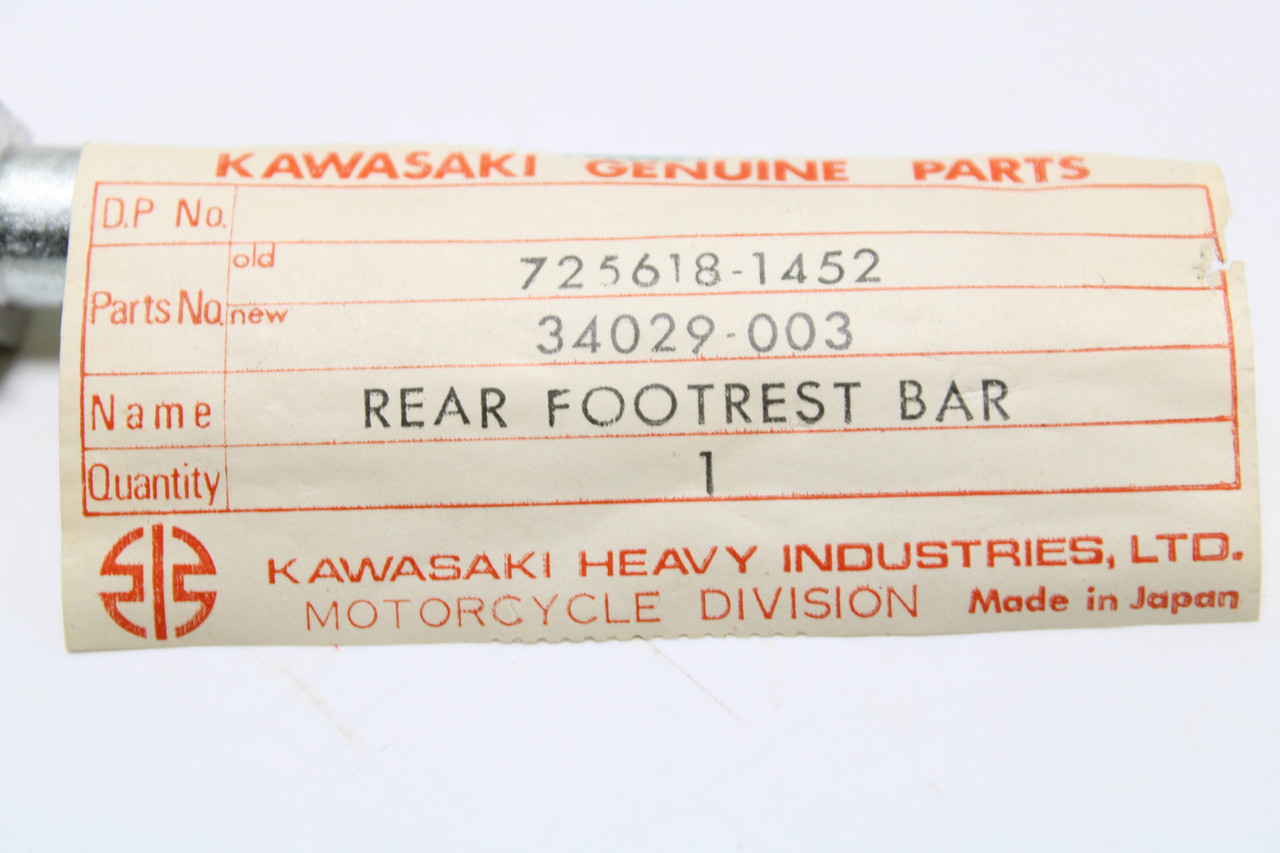 KAWASAKI GENUINE PARTS
D.P No.
Parts No. old 725618-1452
new 34029-003
Name REAR FOOTREST BAR
Quantity 1
KAWASAKI HEAVY INDUSTRIES, LTD.
MOTORCYCLE DIVISION Made in Japan